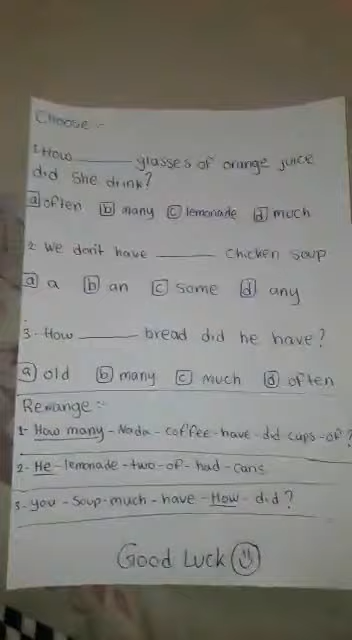 Choose :-
1. How ______ glasses of orange juice
did she drink?
a often b many c lemonade d much
2- We don't have ______ chicken soup
a a b an c some d any
3- How ______ bread did he have?
a old b many c much d often
Rearrange :-
1- How many - Nada - coffee - have - did cups - of?
2- He - lemonade - two - of - had - cans
3- you - soup - much - have - How - did?
Good Luck